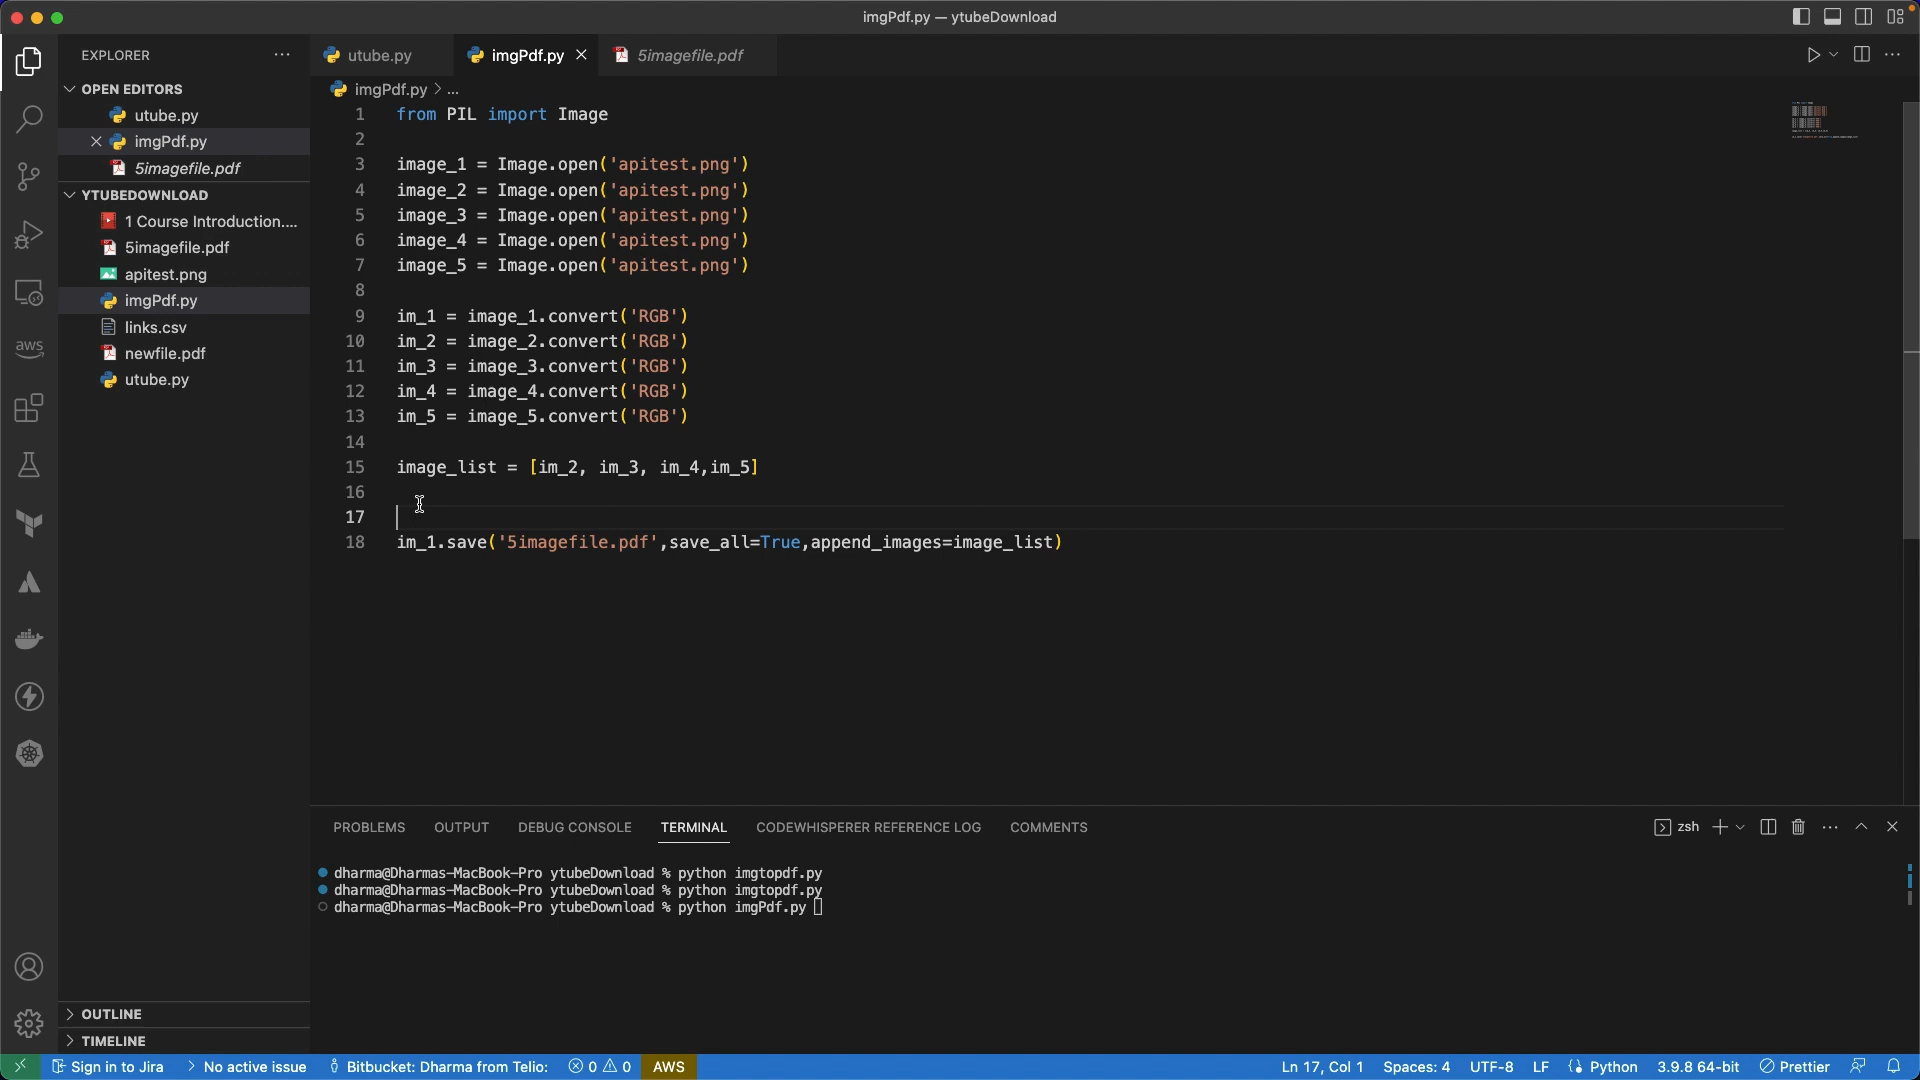 imgPdf.py — ytubeDownload
EXPLORER
utube.py
imgPdf.py
5imagefile.pdf
OPEN EDITORS
utube.py
imgPdf.py
5imagefile.pdf
YTUBEDOWNLOAD
1 Course Introduction....
5imagefile.pdf
apitest.png
imgPdf.py
links.csv
newfile.pdf
utube.py
OUTLINE
TIMELINE
aws
imgPdf.py > ...
1 from PIL import Image
2
3 image_1 = Image.open('apitest.png')
4 image_2 = Image.open('apitest.png')
5 image_3 = Image.open('apitest.png')
6 image_4 = Image.open('apitest.png')
7 image_5 = Image.open('apitest.png')
8
9 im_1 = image_1.convert('RGB')
10 im_2 = image_2.convert('RGB')
11 im_3 = image_3.convert('RGB')
12 im_4 = image_4.convert('RGB')
13 im_5 = image_5.convert('RGB')
14
15 image_list = [im_2, im_3, im_4,im_5]
16
17
18 im_1.save('5imagefile.pdf',save_all=True,append_images=image_list)
PROBLEMS OUTPUT DEBUG CONSOLE TERMINAL CODEWHISPERER REFERENCE LOG COMMENTS
zsh
dharma@Dharmas-MacBook-Pro ytubeDownload % python imgtopdf.py
dharma@Dharmas-MacBook-Pro ytubeDownload % python imgtopdf.py
dharma@Dharmas-MacBook-Pro ytubeDownload % python imgPdf.py
Sign in to Jira No active issue Bitbucket: Dharma from Telio: 0 0 AWS Ln 17, Col 1 Spaces: 4 UTF-8 LF Python 3.9.8 64-bit Prettier